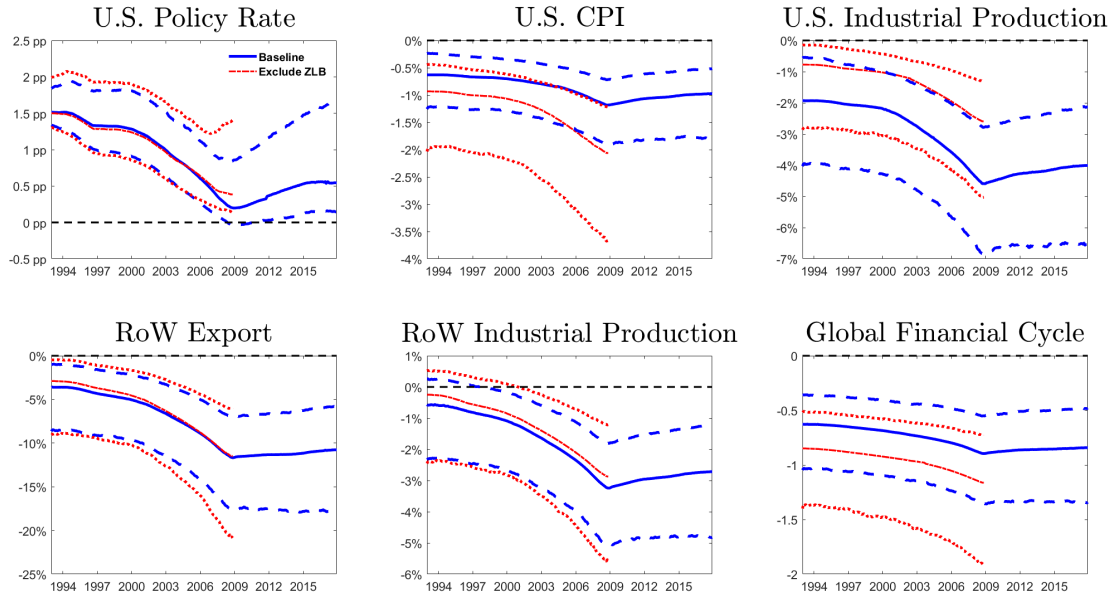 U.S. Policy Rate
2.5 pp
2 pp
1.5 pp
1 pp
0.5 pp
0 pp
-0.5 pp
Baseline
Exclude ZLB
1994 1997 2000 2003 2006 2009 2012 2015
U.S. CPI
0%
-0.5%
-1%
-1.5%
-2%
-2.5%
-3%
-3.5%
-4%
1994 1997 2000 2003 2006 2009 2012 2015
U.S. Industrial Production
0%
-1%
-2%
-3%
-4%
-5%
-6%
-7%
1994 1997 2000 2003 2006 2009 2012 2015
RoW Export
0%
-5%
-10%
-15%
-20%
-25%
1994 1997 2000 2003 2006 2009 2012 2015
RoW Industrial Production
1%
0%
-1%
-2%
-3%
-4%
-5%
-6%
1994 1997 2000 2003 2006 2009 2012 2015
Global Financial Cycle
0
-0.5
-1
-1.5
-2
1994 1997 2000 2003 2006 2009 2012 2015